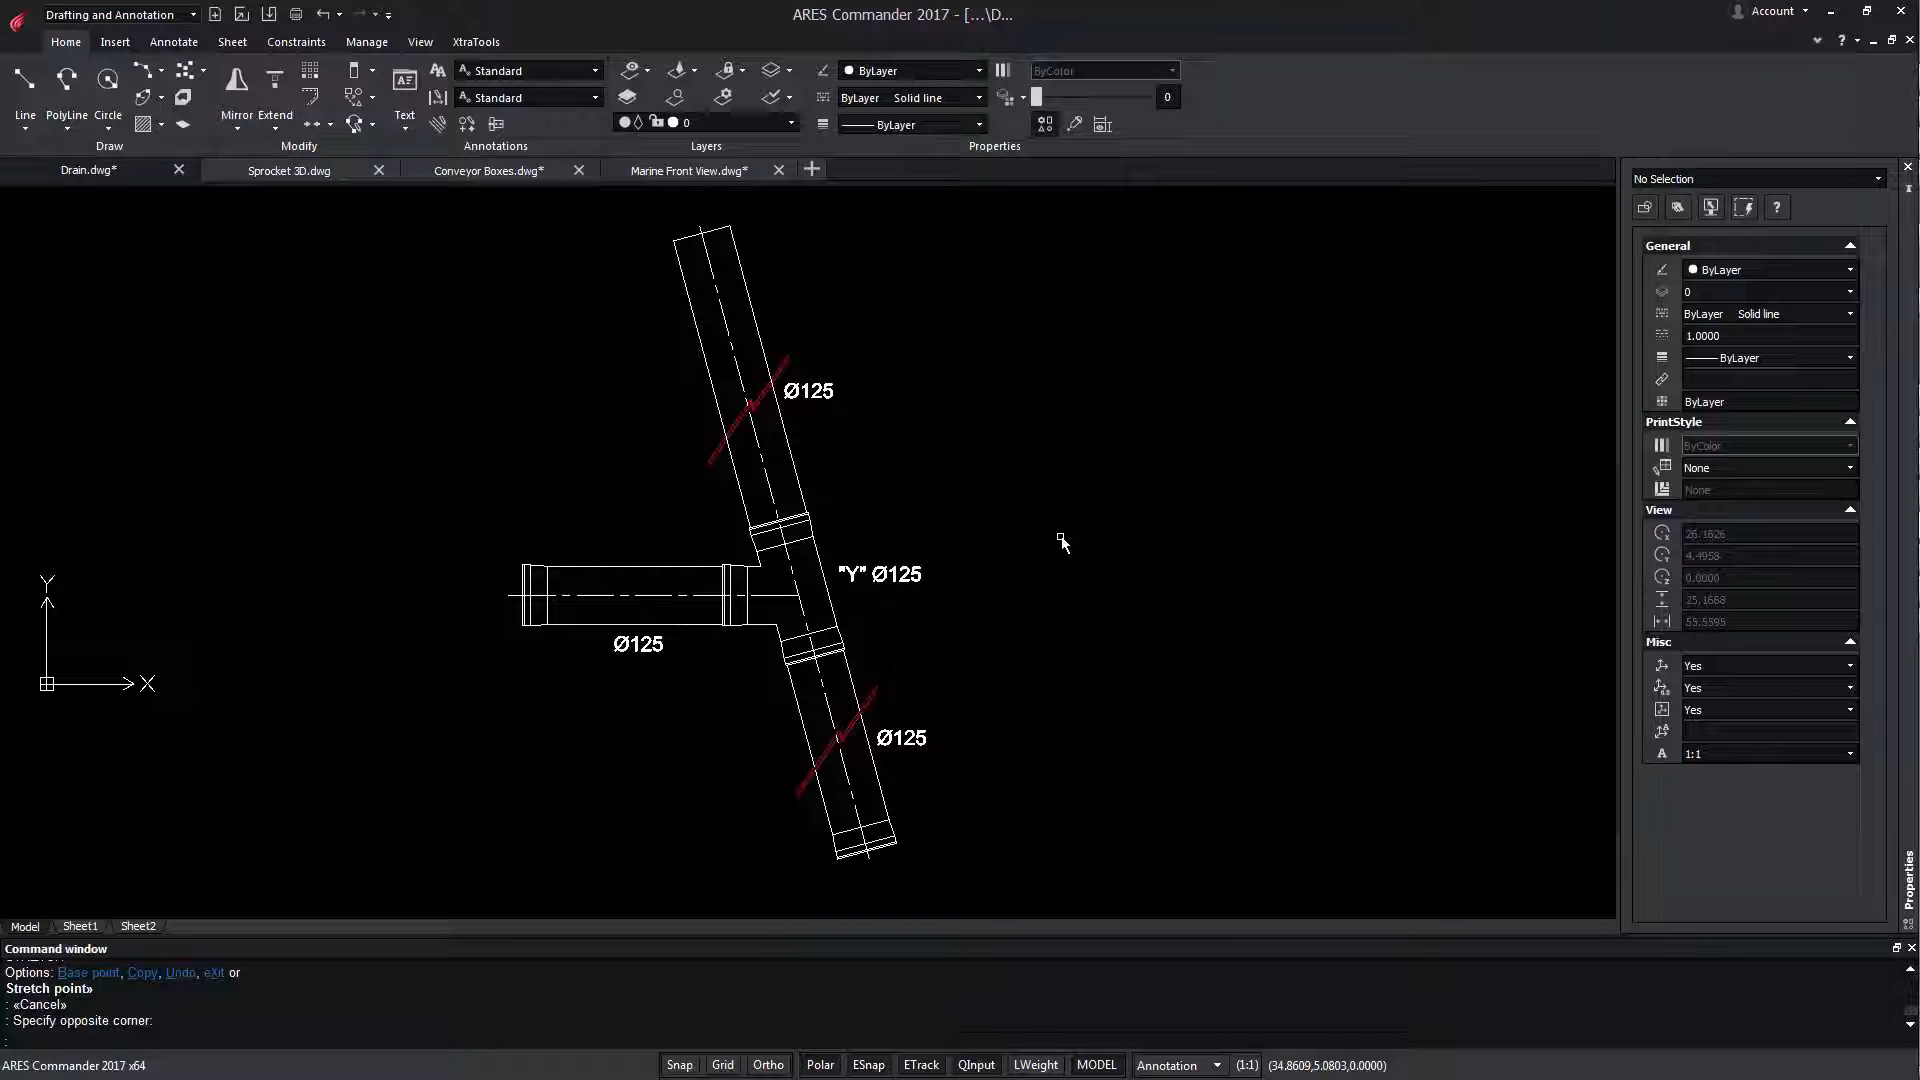 Drafting and Annotation
ARES Commander 2017 - [...\D...
Account
Home Insert Annotate Sheet Constraints Manage View XtraTools
Line PolyLine Circle
Mirror Extend
Text
Standard
Standard
0
ByLayer
ByLayer Solid line
ByLayer
ByColor
0
Draw Modify Annotations Layers Properties
Drain.dwg* Sprocket 3D.dwg Conveyor Boxes.dwg* Marine Front View.dwg*
Ø125
"Y" Ø125
Ø125
Ø125
Y
X
No Selection
General
ByLayer
0
ByLayer Solid line
1.0000
ByLayer
ByLayer
PrintStyle
ByColor
None
None
View
26.1626
4.4958
0.0000
25.1668
55.5595
Misc
Yes
Yes
Yes
1:1
Properties
Model Sheet1 Sheet2
Command window
Options: Base point, Copy, Undo, eXit or
Stretch point»
: «Cancel»
: Specify opposite corner:
:
ARES Commander 2017 x64
Snap Grid Ortho Polar ESnap ETrack QInput LWeight MODEL Annotation (1:1) (34.8609,5.0803,0.0000)